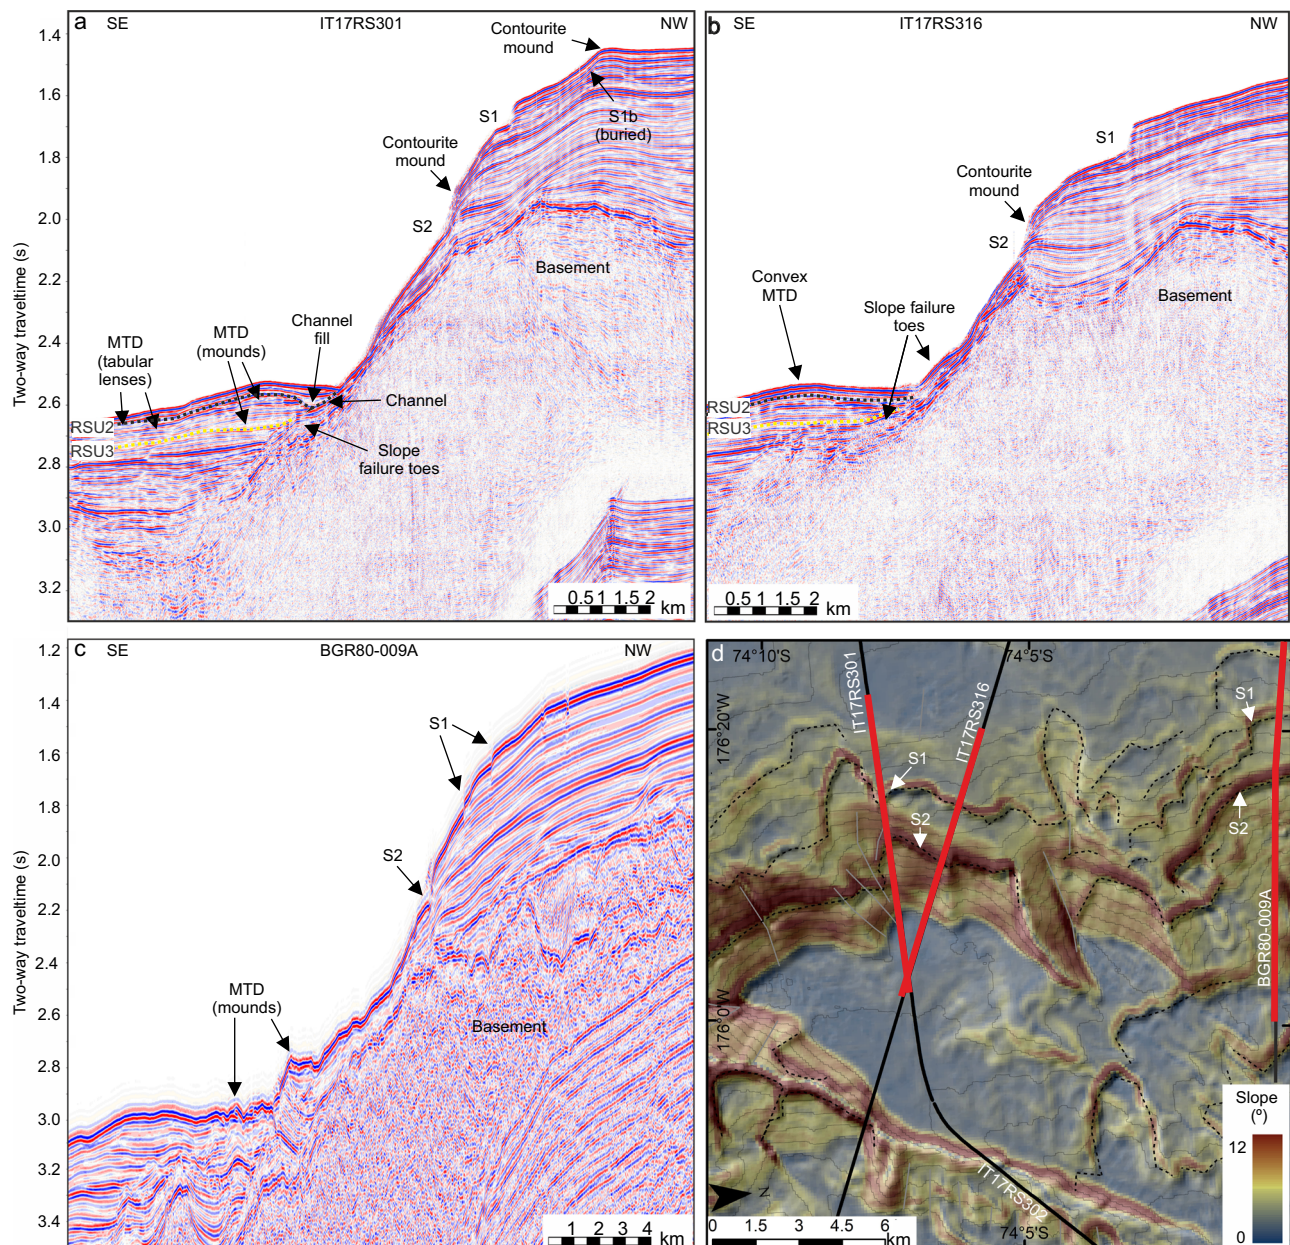 a
SE
IT17RS301
NW
1.4
1.6
1.8
2.0
2.2
2.4
2.6
2.8
3.0
3.2
Two-way traveltime (s)
Contourite
mound
S1
S1b
(buried)
Contourite
mound
S2
Basement
Channel
fill
MTD
(mounds)
MTD
(tabular
lenses)
Channel
RSU2
RSU3
Slope
failure toes
0.5 1 1.5 2
km
b
SE
IT17RS316
NW
S1
Contourite
mound
S2
Convex
MTD
Slope failure
toes
Basement
RSU2
RSU3
0.5 1 1.5 2
km
c
SE
BGR80-009A
NW
1.2
1.4
1.6
1.8
2.0
2.2
2.4
2.6
2.8
3.0
3.2
3.4
Two-way traveltime (s)
S1
S2
MTD
(mounds)
Basement
1 2 3 4
km
d
74°10'S
74°5'S
IT17RS301
IT17RS316
176°20'W
S1
S1
S2
S2
BGR80-009A
176°0'W
IT17RS302
N
74°5'S
0 1.5 3 4.5 6
km
Slope
(º)
12
0